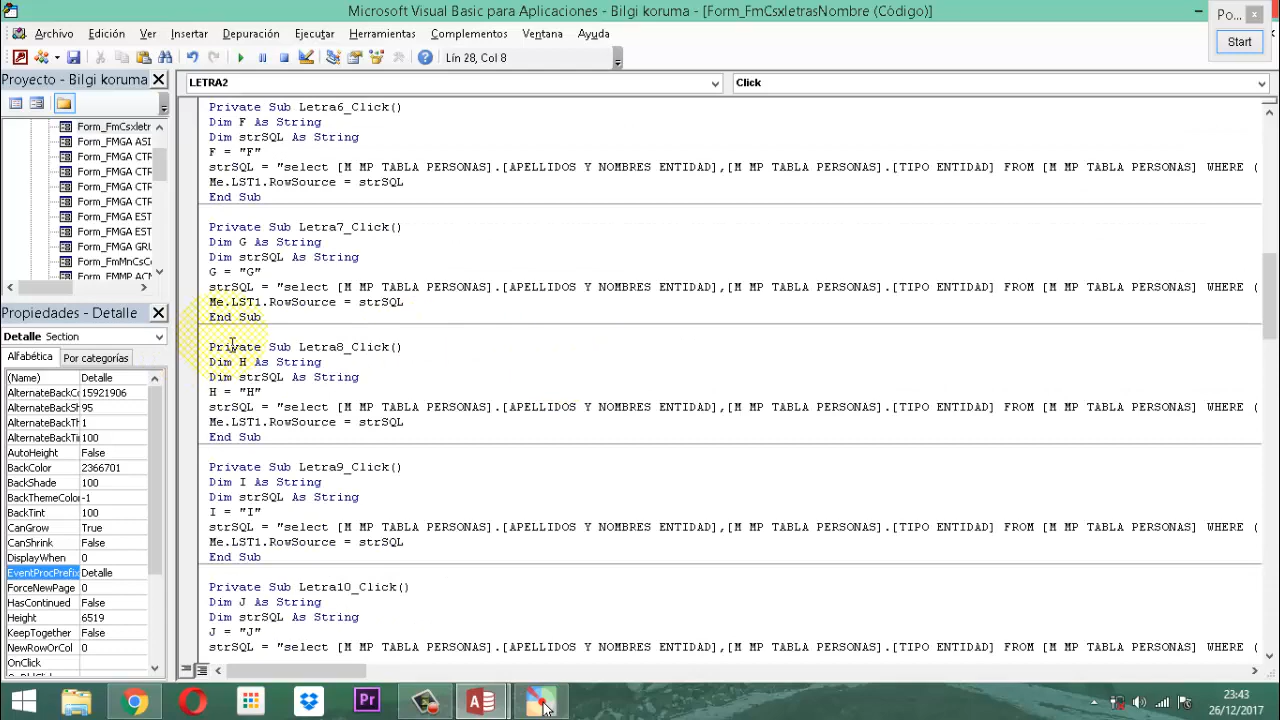 Microsoft Visual Basic para Aplicaciones - Bilgi koruma - [Form_FmCsxletrasNombre (Código)]
Po...
Start
Archivo Edición Ver Insertar Depuración Ejecutar Herramientas Complementos Ventana Ayuda
Lín 28, Col 8
Proyecto - Bilgi koruma
LETRA2
Click
Form_FmCsxletr
Form_FMGA ASI
Form_FMGA CTR
Form_FMGA CTR
Form_FMGA CTR
Form_FMGA CTR
Form_FMGA EST
Form_FMGA EST
Form_FMGA GRU
Form_FmMnCsCo
Form_FMMP ACM
Propiedades - Detalle
Detalle Section
Alfabética Por categorías
(Name) Detalle
AlternateBackCo 15921906
AlternateBackSh 95
AlternateBackTh 1
AlternateBackTin 100
AutoHeight False
BackColor 2366701
BackShade 100
BackThemeColo -1
BackTint 100
CanGrow True
CanShrink False
DisplayWhen 0
EventProcPrefix Detalle
ForceNewPage 0
HasContinued False
Height 6519
KeepTogether False
NewRowOrCol 0
OnClick
Private Sub Letra6_Click()
Dim F As String
Dim strSQL As String
F = "F"
strSQL = "select [M MP TABLA PERSONAS].[APELLIDOS Y NOMBRES ENTIDAD],[M MP TABLA PERSONAS].[TIPO ENTIDAD] FROM [M MP TABLA PERSONAS] WHERE (
Me.LST1.RowSource = strSQL
End Sub
Private Sub Letra7_Click()
Dim G As String
Dim strSQL As String
G = "G"
strSQL = "select [M MP TABLA PERSONAS].[APELLIDOS Y NOMBRES ENTIDAD],[M MP TABLA PERSONAS].[TIPO ENTIDAD] FROM [M MP TABLA PERSONAS] WHERE (
Me.LST1.RowSource = strSQL
End Sub
Private Sub Letra8_Click()
Dim H As String
Dim strSQL As String
H = "H"
strSQL = "select [M MP TABLA PERSONAS].[APELLIDOS Y NOMBRES ENTIDAD],[M MP TABLA PERSONAS].[TIPO ENTIDAD] FROM [M MP TABLA PERSONAS] WHERE (
Me.LST1.RowSource = strSQL
End Sub
Private Sub Letra9_Click()
Dim I As String
Dim strSQL As String
I = "I"
strSQL = "select [M MP TABLA PERSONAS].[APELLIDOS Y NOMBRES ENTIDAD],[M MP TABLA PERSONAS].[TIPO ENTIDAD] FROM [M MP TABLA PERSONAS] WHERE (
Me.LST1.RowSource = strSQL
End Sub
Private Sub Letra10_Click()
Dim J As String
Dim strSQL As String
J = "J"
strSQL = "select [M MP TABLA PERSONAS].[APELLIDOS Y NOMBRES ENTIDAD],[M MP TABLA PERSONAS].[TIPO ENTIDAD] FROM [M MP TABLA PERSONAS] WHERE (
Pr
23:43
26/12/2017